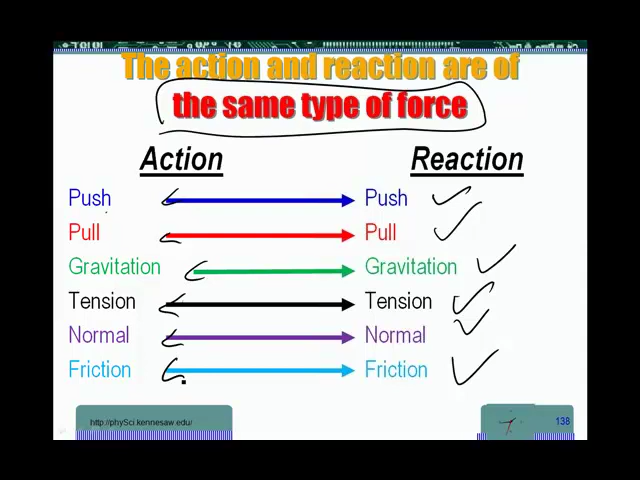 The action and reaction are of
the same type of force
Action Reaction
Push Push
Pull Pull
Gravitation Gravitation
Tension Tension
Normal Normal
Friction Friction
http://phySci.kennesaw.edu/ 138